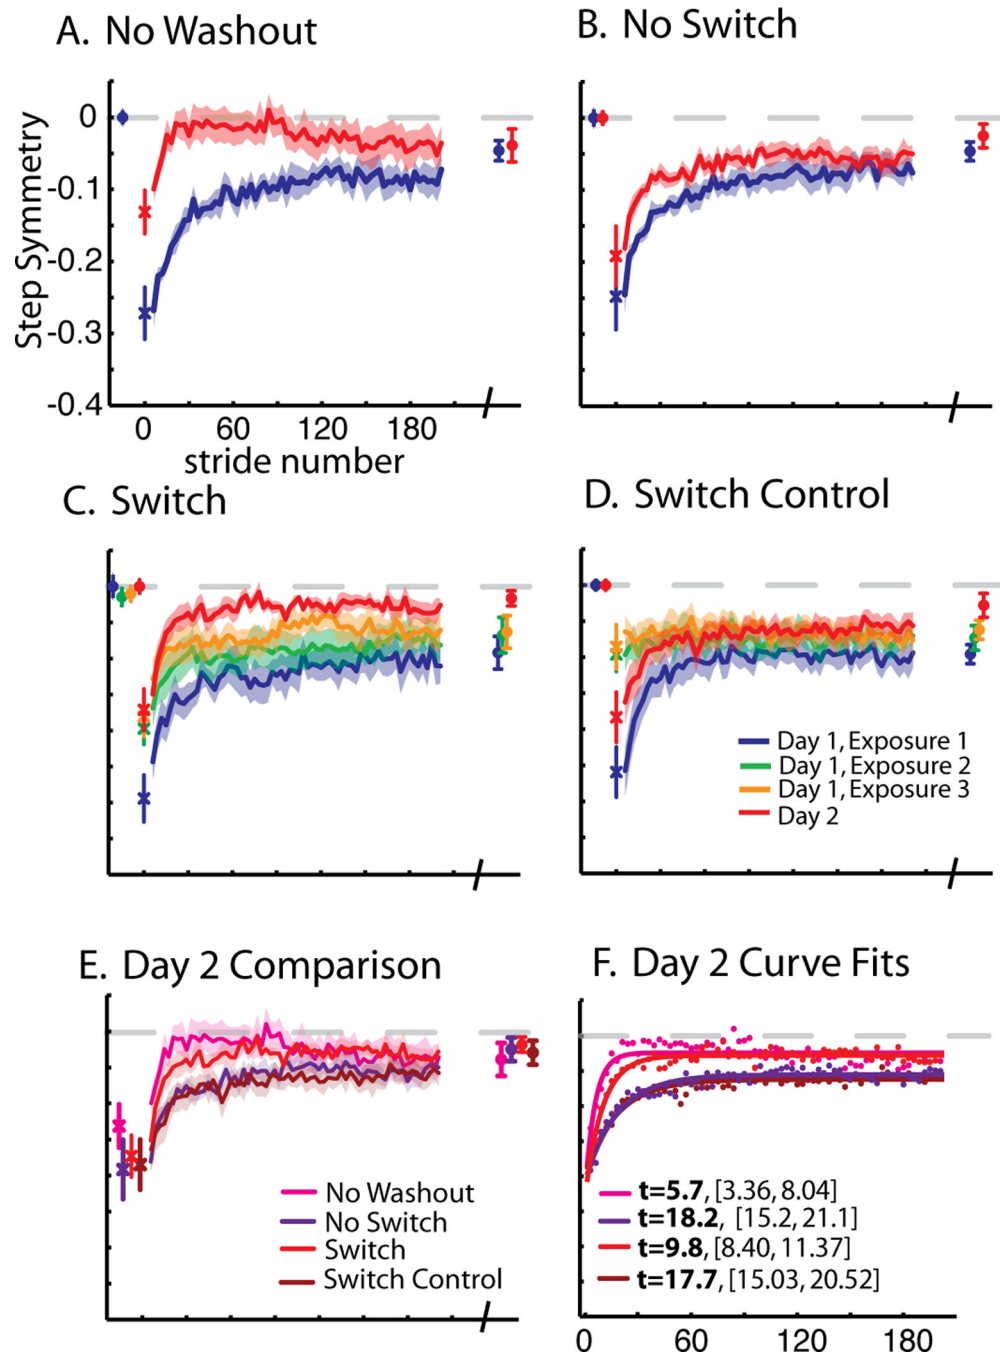 A. No Washout
B. No Switch
Step Symmetry
0
-0.1
-0.2
-0.3
-0.4
0 60 120 180
stride number
C. Switch
D. Switch Control
Day 1, Exposure 1
Day 1, Exposure 2
Day 1, Exposure 3
Day 2
E. Day 2 Comparison
F. Day 2 Curve Fits
No Washout
No Switch
Switch
Switch Control
t=5.7, [3.36, 8.04]
t=18.2, [15.2, 21.1]
t=9.8, [8.40, 11.37]
t=17.7, [15.03, 20.52]
0 60 120 180